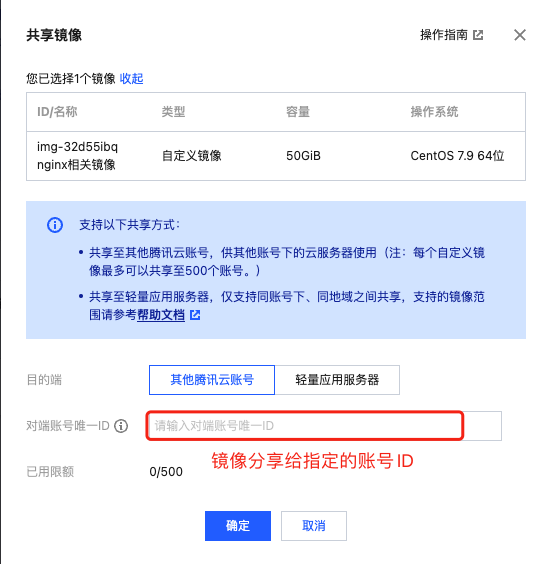 共享镜像
操作指南
您已选择1个镜像 收起
ID/名称 类型 容量 操作系统
img-32d55ibq
nginx相关镜像
自定义镜像
50GiB
CentOS 7.9 64位
支持以下共享方式：
• 共享至其他腾讯云账号，供其他账号下的云服务器使用（注：每个自定义镜
像最多可以共享至500个账号。）
• 共享至轻量应用服务器，仅支持同账号下、同地域之间共享，支持的镜像范
围请参考帮助文档
目的端
其他腾讯云账号
轻量应用服务器
对端账号唯一ID
请输入对端账号唯一ID
已用限额
0/500
镜像分享给指定的账号ID
确定
取消